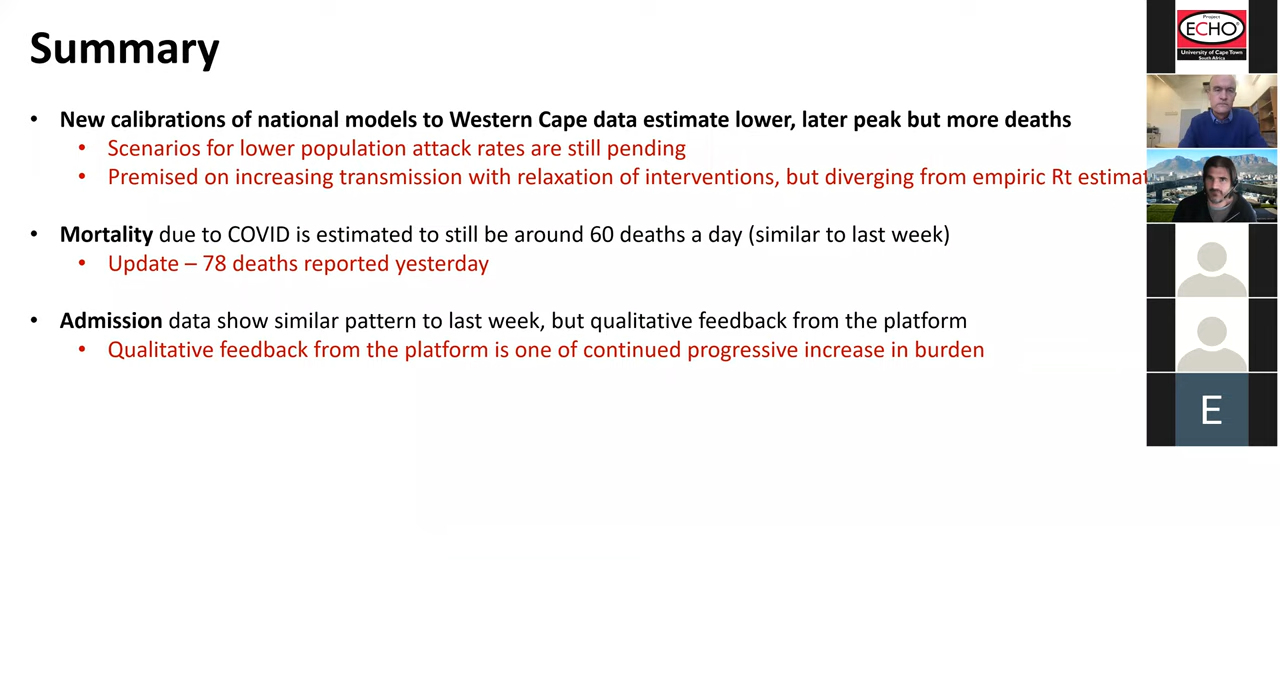 Summary
• New calibrations of national models to Western Cape data estimate lower, later peak but more deaths
• Scenarios for lower population attack rates are still pending
• Premised on increasing transmission with relaxation of interventions, but diverging from empiric Rt estimat
• Mortality due to COVID is estimated to still be around 60 deaths a day (similar to last week)
• Update – 78 deaths reported yesterday
• Admission data show similar pattern to last week, but qualitative feedback from the platform
• Qualitative feedback from the platform is one of continued progressive increase in burden
Project
ECHO®
University of Cape Town
South Africa
E